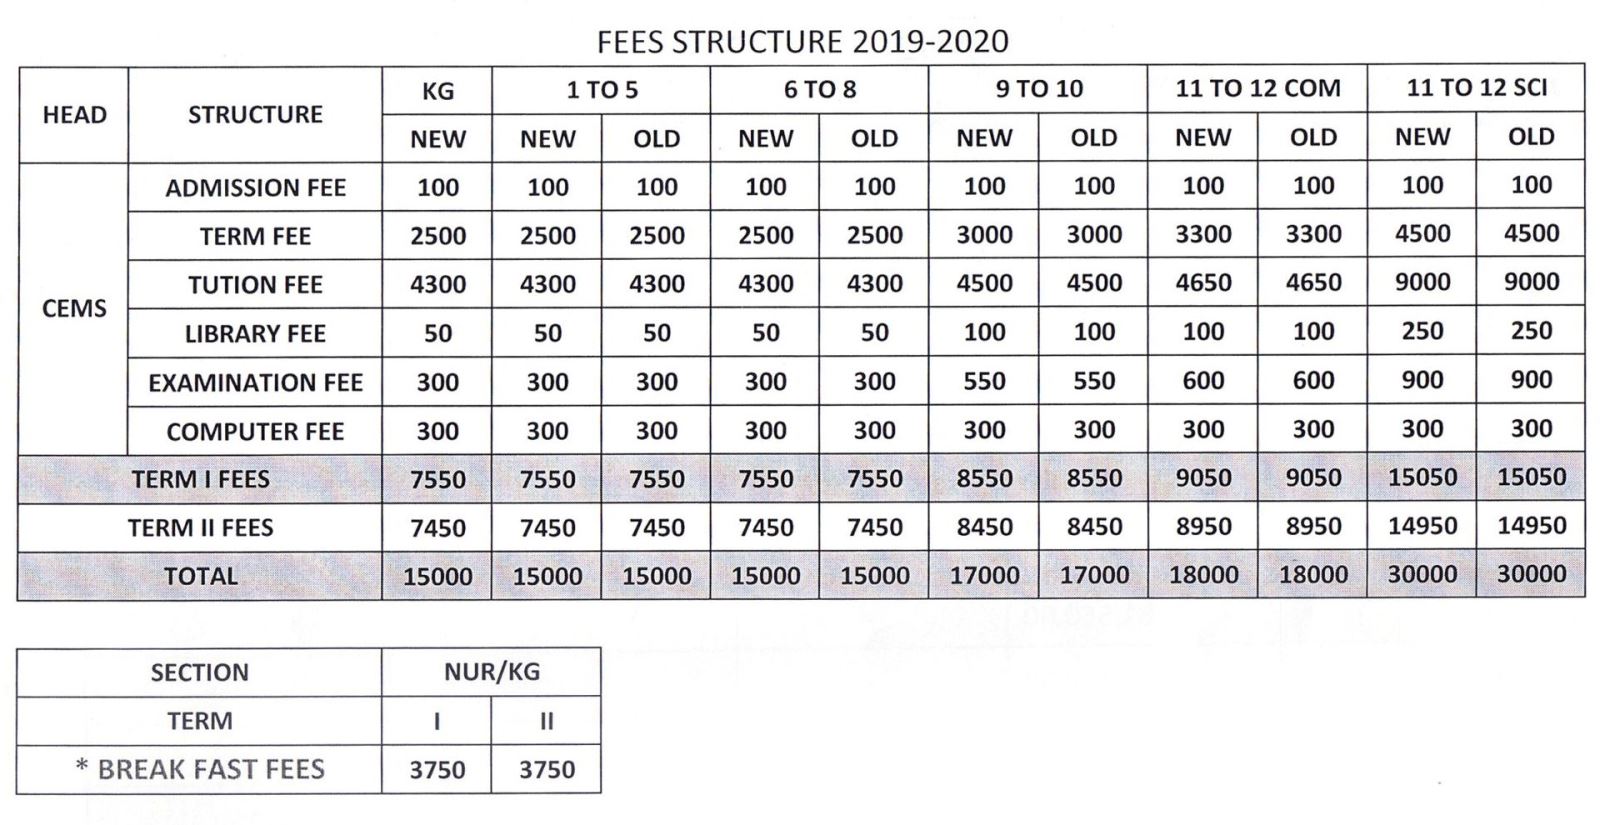 FEES STRUCTURE 2019-2020
HEAD STRUCTURE KG 1 TO 5 6 TO 8 9 TO 10 11 TO 12 COM 11 TO 12 SCI
NEW NEW OLD NEW OLD NEW OLD NEW OLD NEW OLD
CEMS
ADMISSION FEE 100 100 100 100 100 100 100 100 100 100 100
TERM FEE 2500 2500 2500 2500 2500 3000 3000 3300 3300 4500 4500
TUTION FEE 4300 4300 4300 4300 4300 4500 4500 4650 4650 9000 9000
LIBRARY FEE 50 50 50 50 50 100 100 100 100 250 250
EXAMINATION FEE 300 300 300 300 300 550 550 600 600 900 900
COMPUTER FEE 300 300 300 300 300 300 300 300 300 300 300
TERM I FEES 7550 7550 7550 7550 7550 8550 8550 9050 9050 15050 15050
TERM II FEES 7450 7450 7450 7450 7450 8450 8450 8950 8950 14950 14950
TOTAL 15000 15000 15000 15000 15000 17000 17000 18000 18000 30000 30000
SECTION NUR/KG
TERM I II
* BREAK FAST FEES 3750 3750